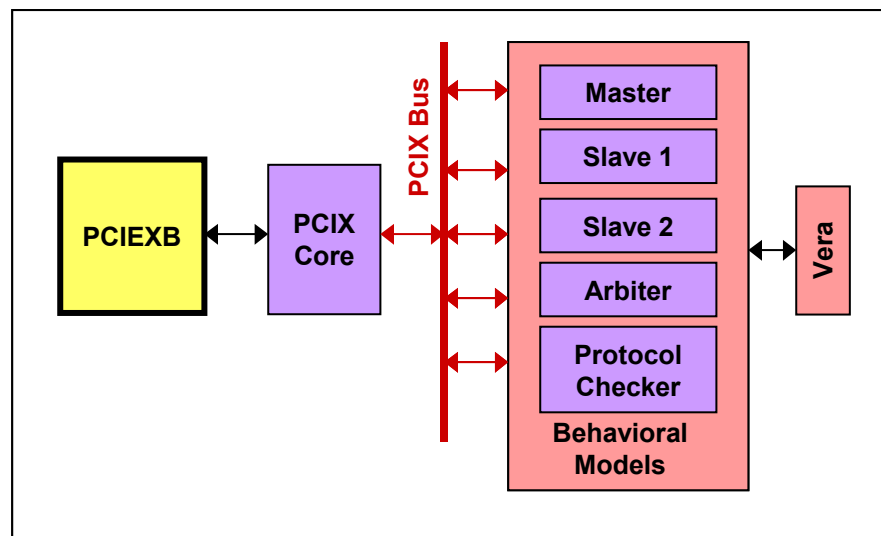 PCIEXB
PCIX
Core
PCIX Bus
Master
Slave 1
Slave 2
Arbiter
Protocol
Checker
Behavioral
Models
Vera